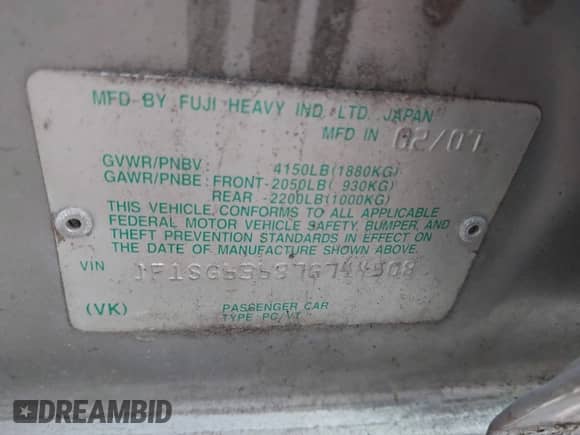 MFD BY FUJI HEAVY IND. LTD. JAPAN
MFD IN 02/07
GVWR/PNBV : 4150LB(1880KG)
GAWR/PNBE : FRONT-2050LB( 930KG)
REAR -2200LB(1000KG)
THIS VEHICLE CONFORMS TO ALL APPLICABLE
FEDERAL MOTOR VEHICLE SAFETY, BUMPER, AND
THEFT PREVENTION STANDARDS IN EFFECT ON
THE DATE OF MANUFACTURE SHOWN ABOVE.
VIN
(VK) PASSENGER CAR
TYPE PC/VT
DREAMBID